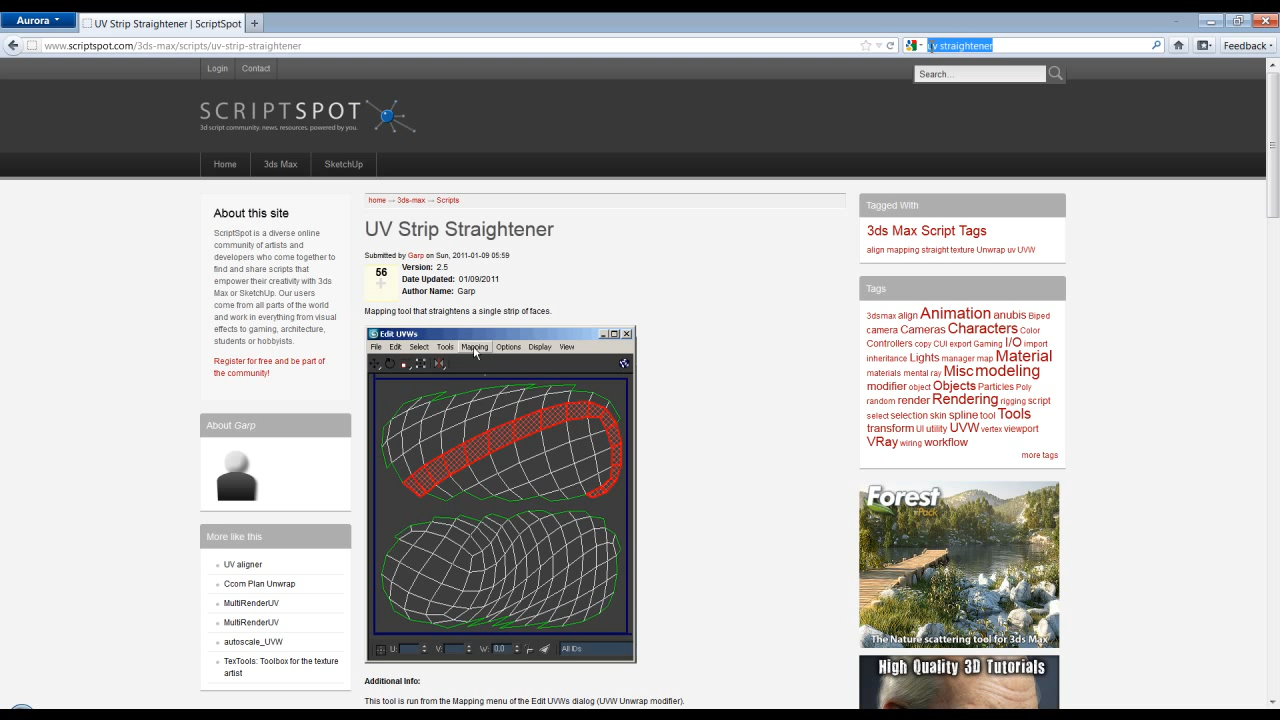 Aurora
UV Strip Straightener | ScriptSpot
www.scriptspot.com/3ds-max/scripts/uv-strip-straightener
uv straightener
Feedback
Login
Contact
Search...
SCRIPTSPOT
3d script community. news. resources. powered by you.
Home
3ds Max
SketchUp
About this site
ScriptSpot is a diverse online
community of artists and
developers who come together to
find and share scripts that
empower their creativity with 3ds
Max or SketchUp. Our users
come from all parts of the world
and work in everything from visual
effects to gaming, architecture,
students or hobbyists.
Register for free and be part of
the community!
About Garp
More like this
UV aligner
Ccom Plan Unwrap
MultiRenderUV
MultiRenderUV
autoscale_UVW
TexTools: Toolbox for the texture
artist
home → 3ds-max → Scripts
UV Strip Straightener
Submitted by Garp on Sun, 2011-01-09 05:59
56
Version: 2.5
Date Updated: 01/09/2011
Author Name: Garp
Mapping tool that straightens a single strip of faces.
Edit UVWs
File Edit Select Tools Mapping Options Display View
U: V: W: 0,0 All IDs
Additional Info:
This tool is run from the Mapping menu of the Edit UVWs dialog (UVW Unwrap modifier).
Tagged With
3ds Max Script Tags
align mapping straight texture Unwrap uv UVW
Tags
3dsmax align Animation anubis Biped
camera Cameras Characters Color
Controllers copy CUI export Gaming I/O import
inheritance Lights manager map Material
materials mental ray Misc modeling
modifier object Objects Particles Poly
random render Rendering rigging script
select selection skin spline tool Tools
transform UI utility UVW vertex viewport
VRay wiring workflow
more tags
Forest
Pack
The Nature scattering tool for 3ds Max
High Quality 3D Tutorials